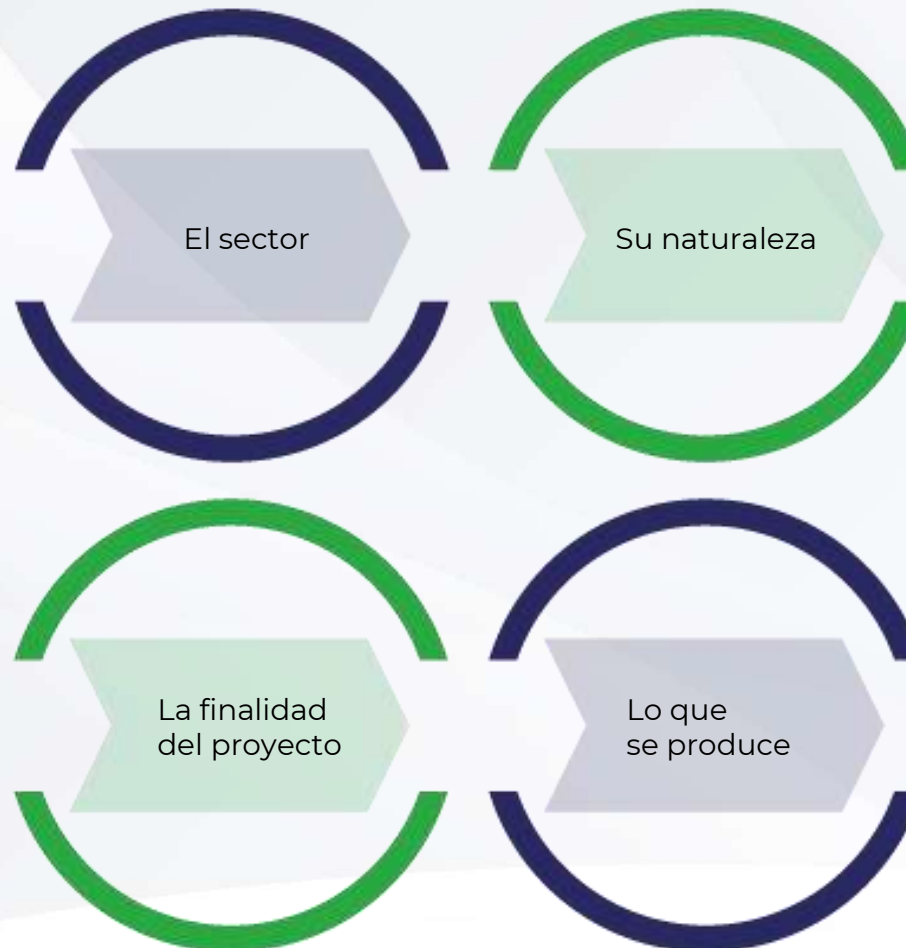 El sector
Su naturaleza
La finalidad
del proyecto
Lo que
se produce